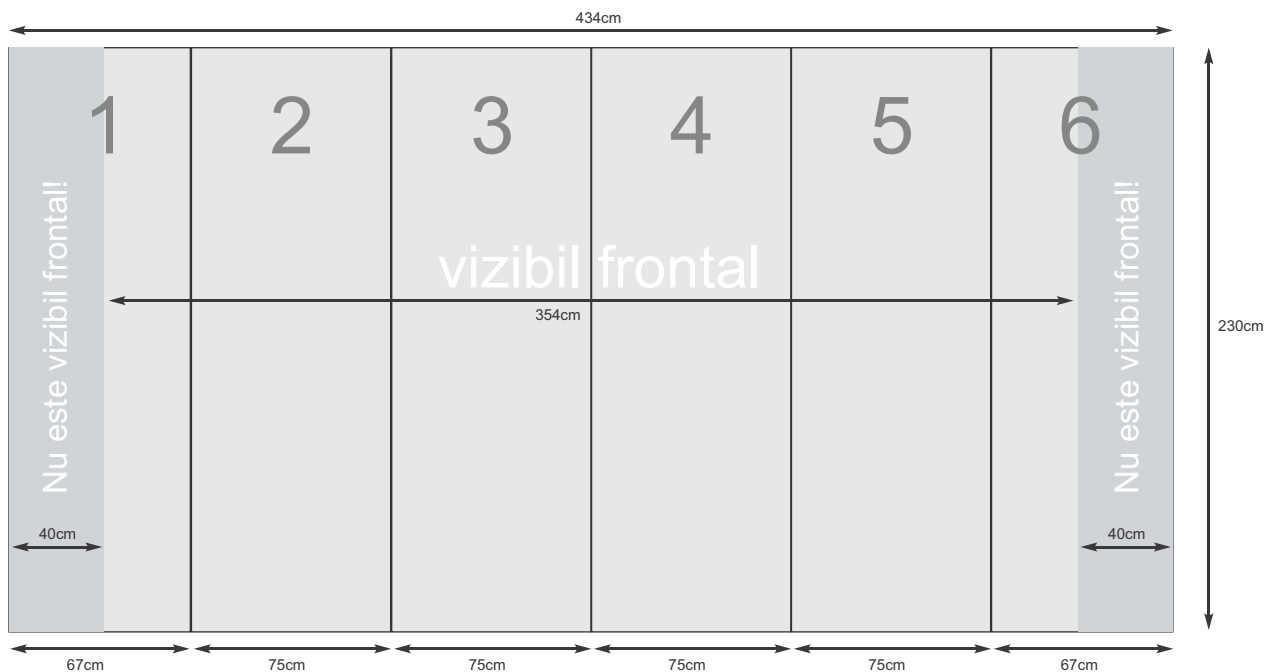 434cm
1 2 3 4 5 6
Nu este vizibil frontal!
vizibil frontal
354cm
Nu este vizibil frontal!
230cm
40cm
40cm
67cm 75cm 75cm 75cm 75cm 67cm